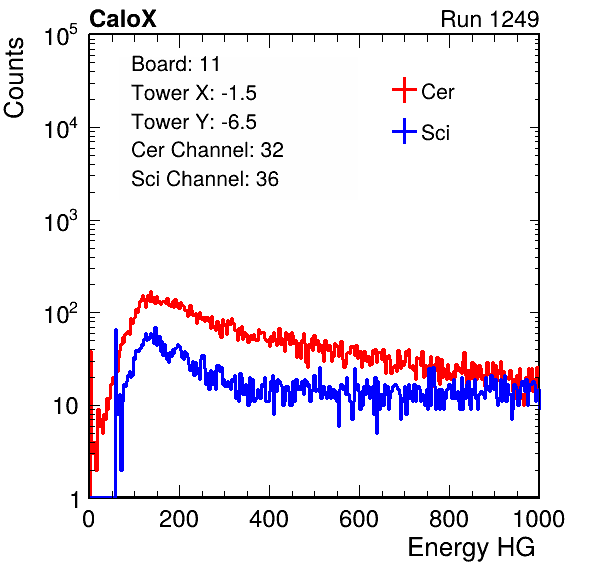 CaloX Run 1249
Counts
10^5
10^4
10^3
10^2
10
1
Board: 11
Tower X: -1.5
Tower Y: -6.5
Cer Channel: 32
Sci Channel: 36
Cer
Sci
0 200 400 600 800 1000
Energy HG